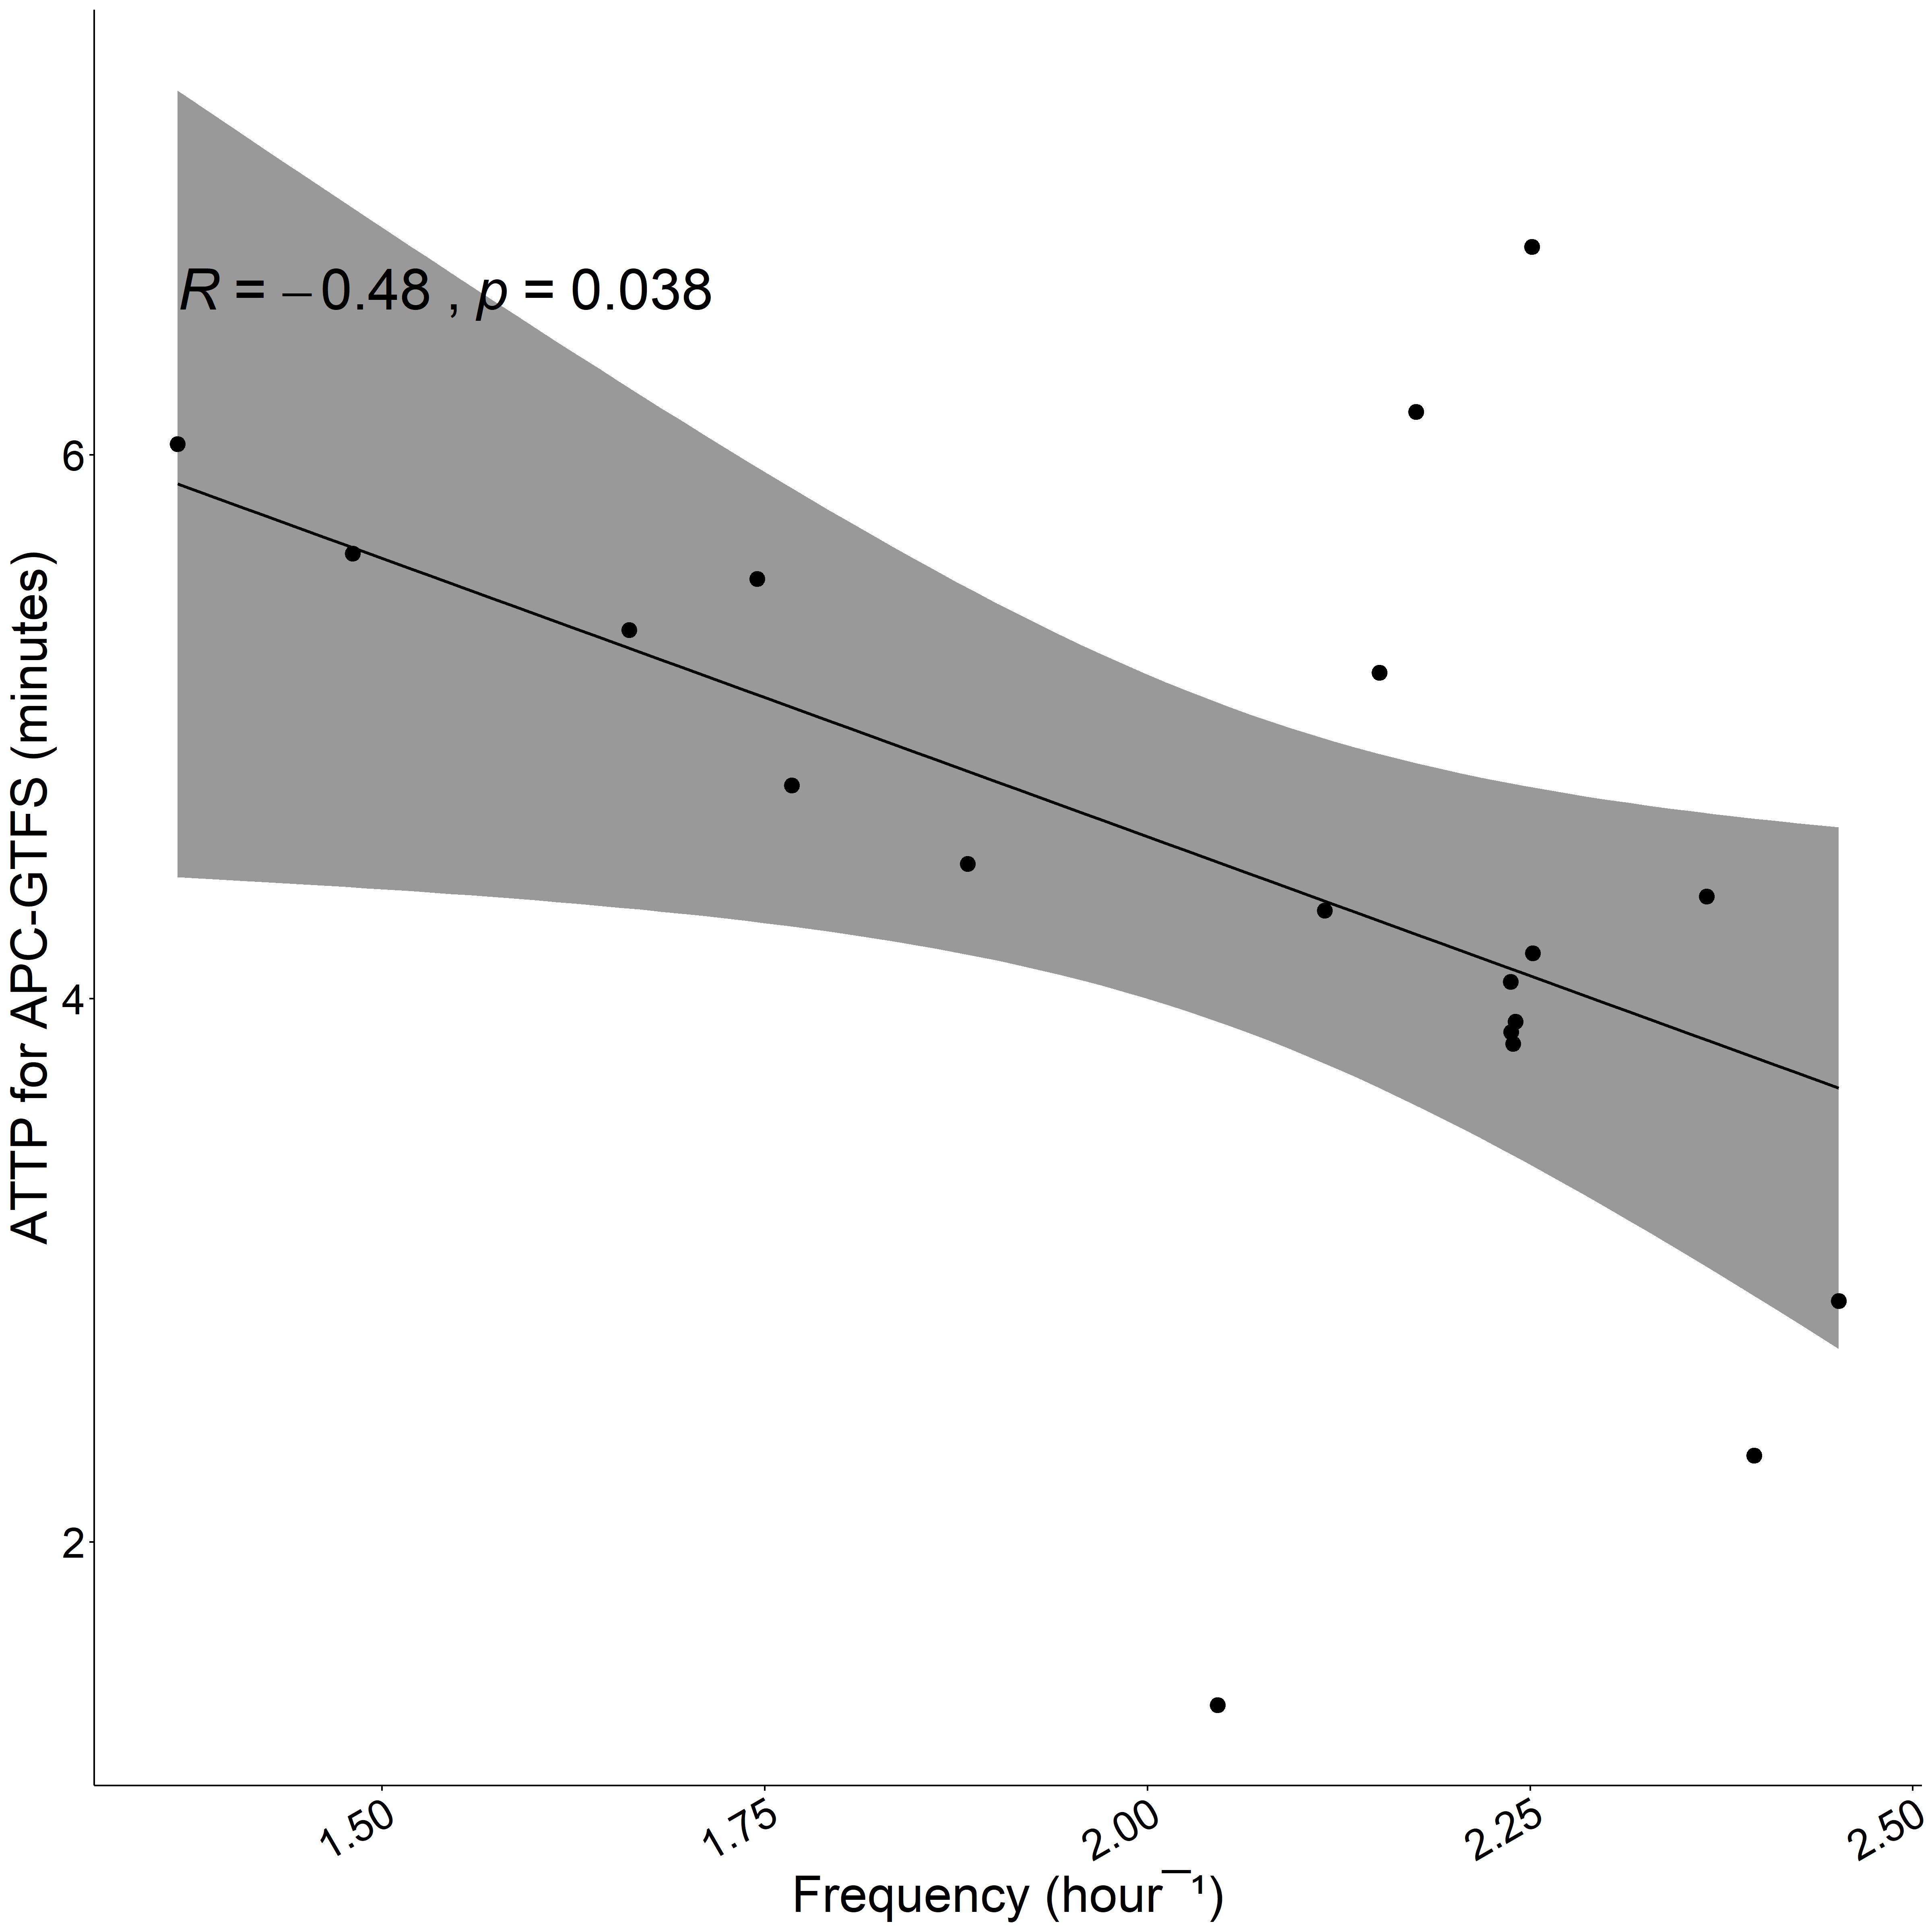 R = −0.48 , p = 0.038
ATTP for APC-GTFS (minutes)
6
4
2
1.50
1.75
2.00
2.25
2.50
Frequency (hour¯¹)